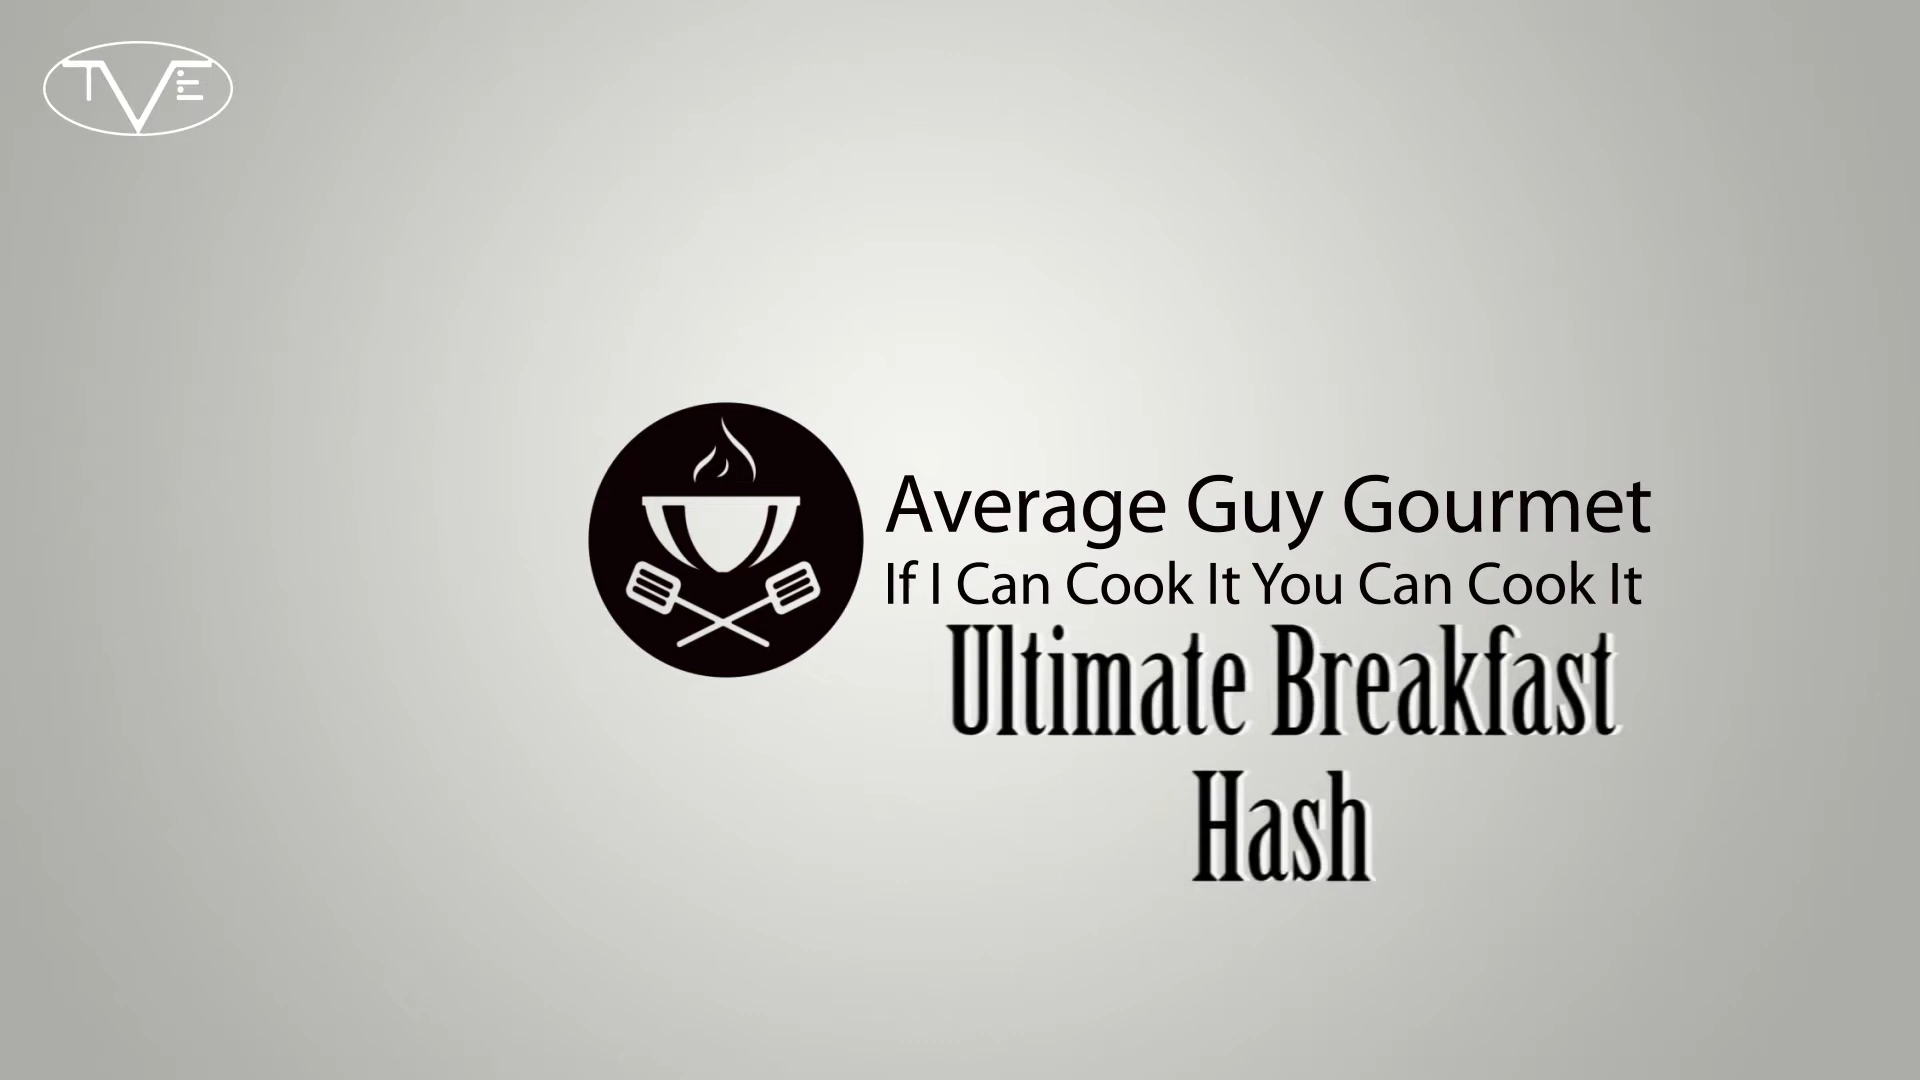 TVE
Average Guy Gourmet
If I Can Cook It You Can Cook It
Ultimate Breakfast
Hash